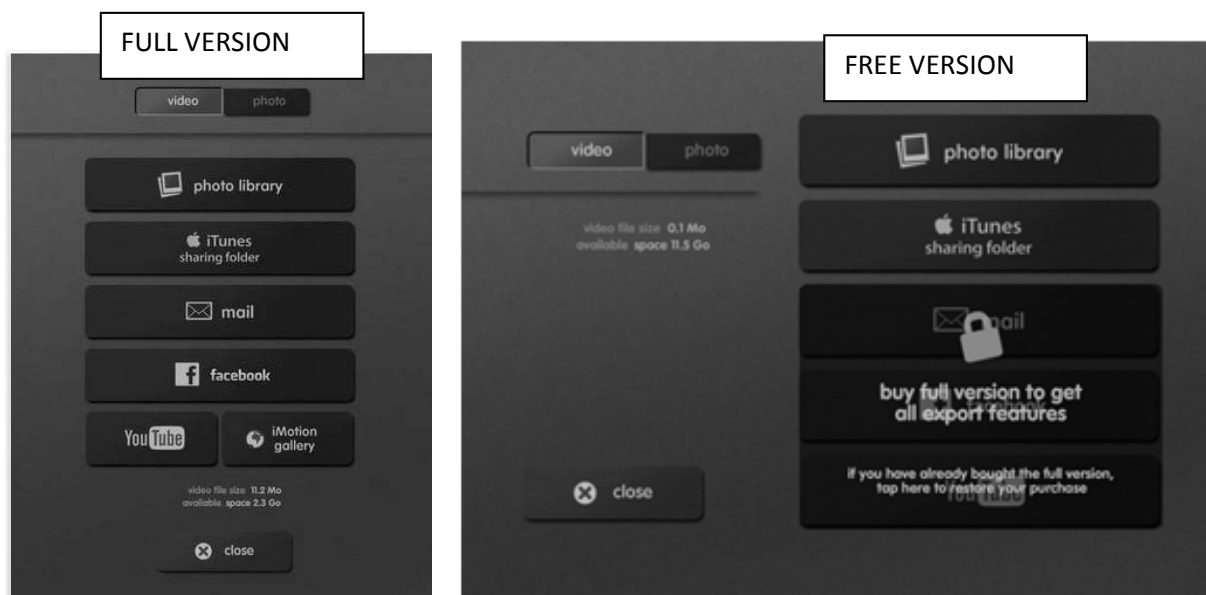 FULL VERSION
video photo
photo library
iTunes
sharing folder
mail
facebook
YouTube
iMotion
gallery
video file size 11.2 Mo
available space 2.3 Go
close
FREE VERSION
video photo
video file size 0.1 Mo
available space 11.5 Go
close
photo library
iTunes
sharing folder
mail
buy full version to get
all export features
facebook
if you have already bought the full version,
tap here to restore your purchase
YouTube